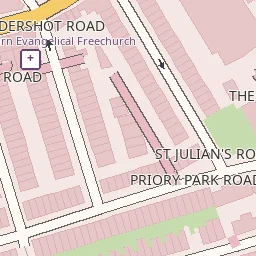 DERSHOT ROAD
rn Evangelical Freechurch
ROAD
THE
ST JULIAN'S RO
PRIORY PARK ROAD